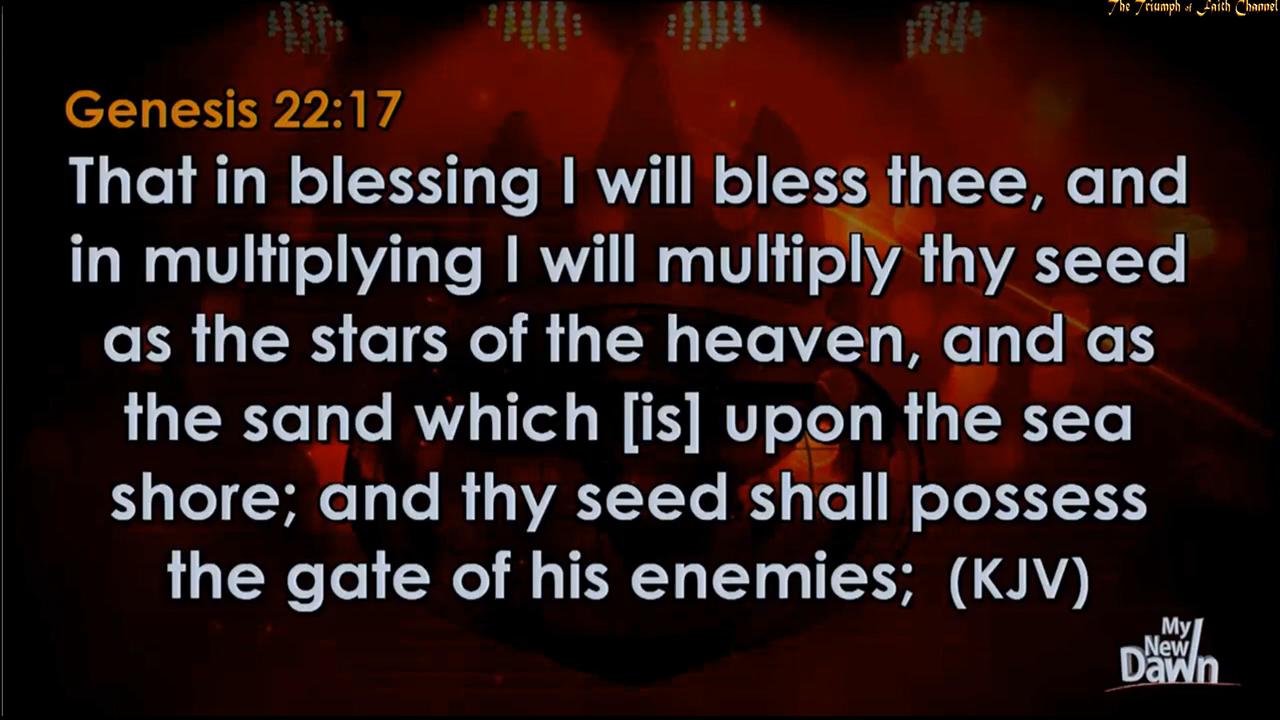 The Triumph of Faith Channel
Genesis 22:17
That in blessing I will bless thee, and
in multiplying I will multiply thy seed
as the stars of the heaven, and as
the sand which [is] upon the sea
shore; and thy seed shall possess
the gate of his enemies; (KJV)
My
New
Dawn